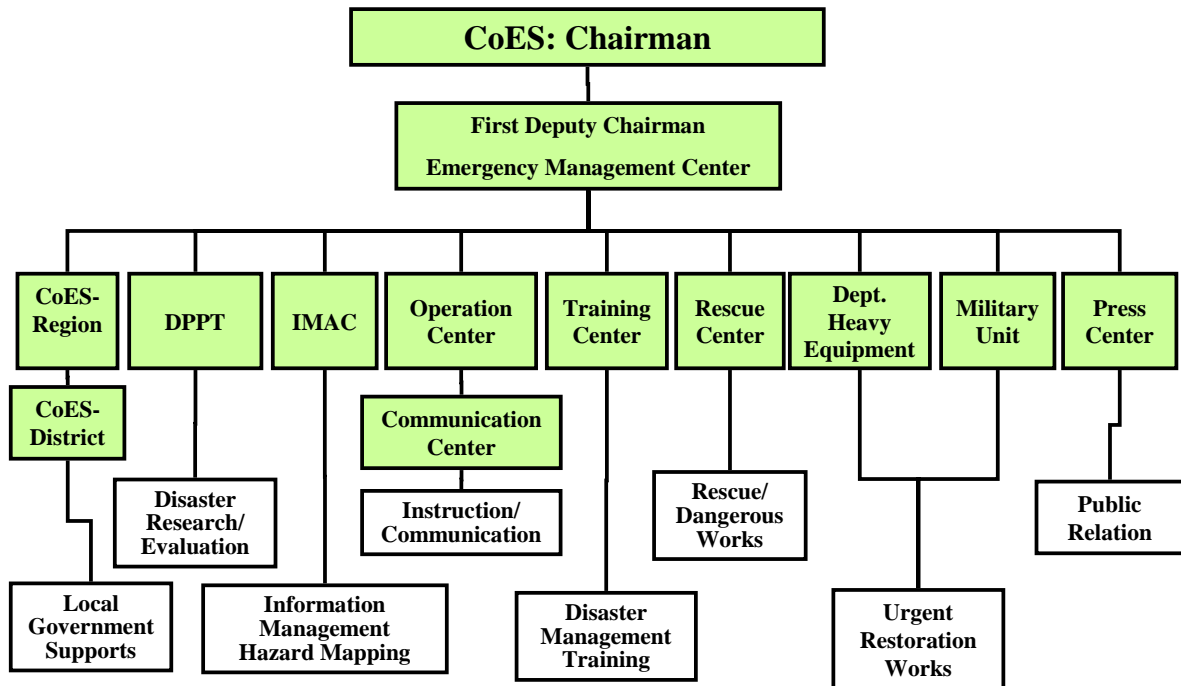 CoES: Chairman
First Deputy Chairman
Emergency Management Center
CoES-
Region
DPPT
IMAC
Operation
Center
Training
Center
Rescue
Center
Dept.
Heavy
Equipment
Military
Unit
Press
Center
CoES-
District
Communication
Center
Disaster
Research/
Evaluation
Instruction/
Communication
Rescue/
Dangerous
Works
Public
Relation
Local
Government
Supports
Information
Management
Hazard Mapping
Disaster
Management
Training
Urgent
Restoration
Works